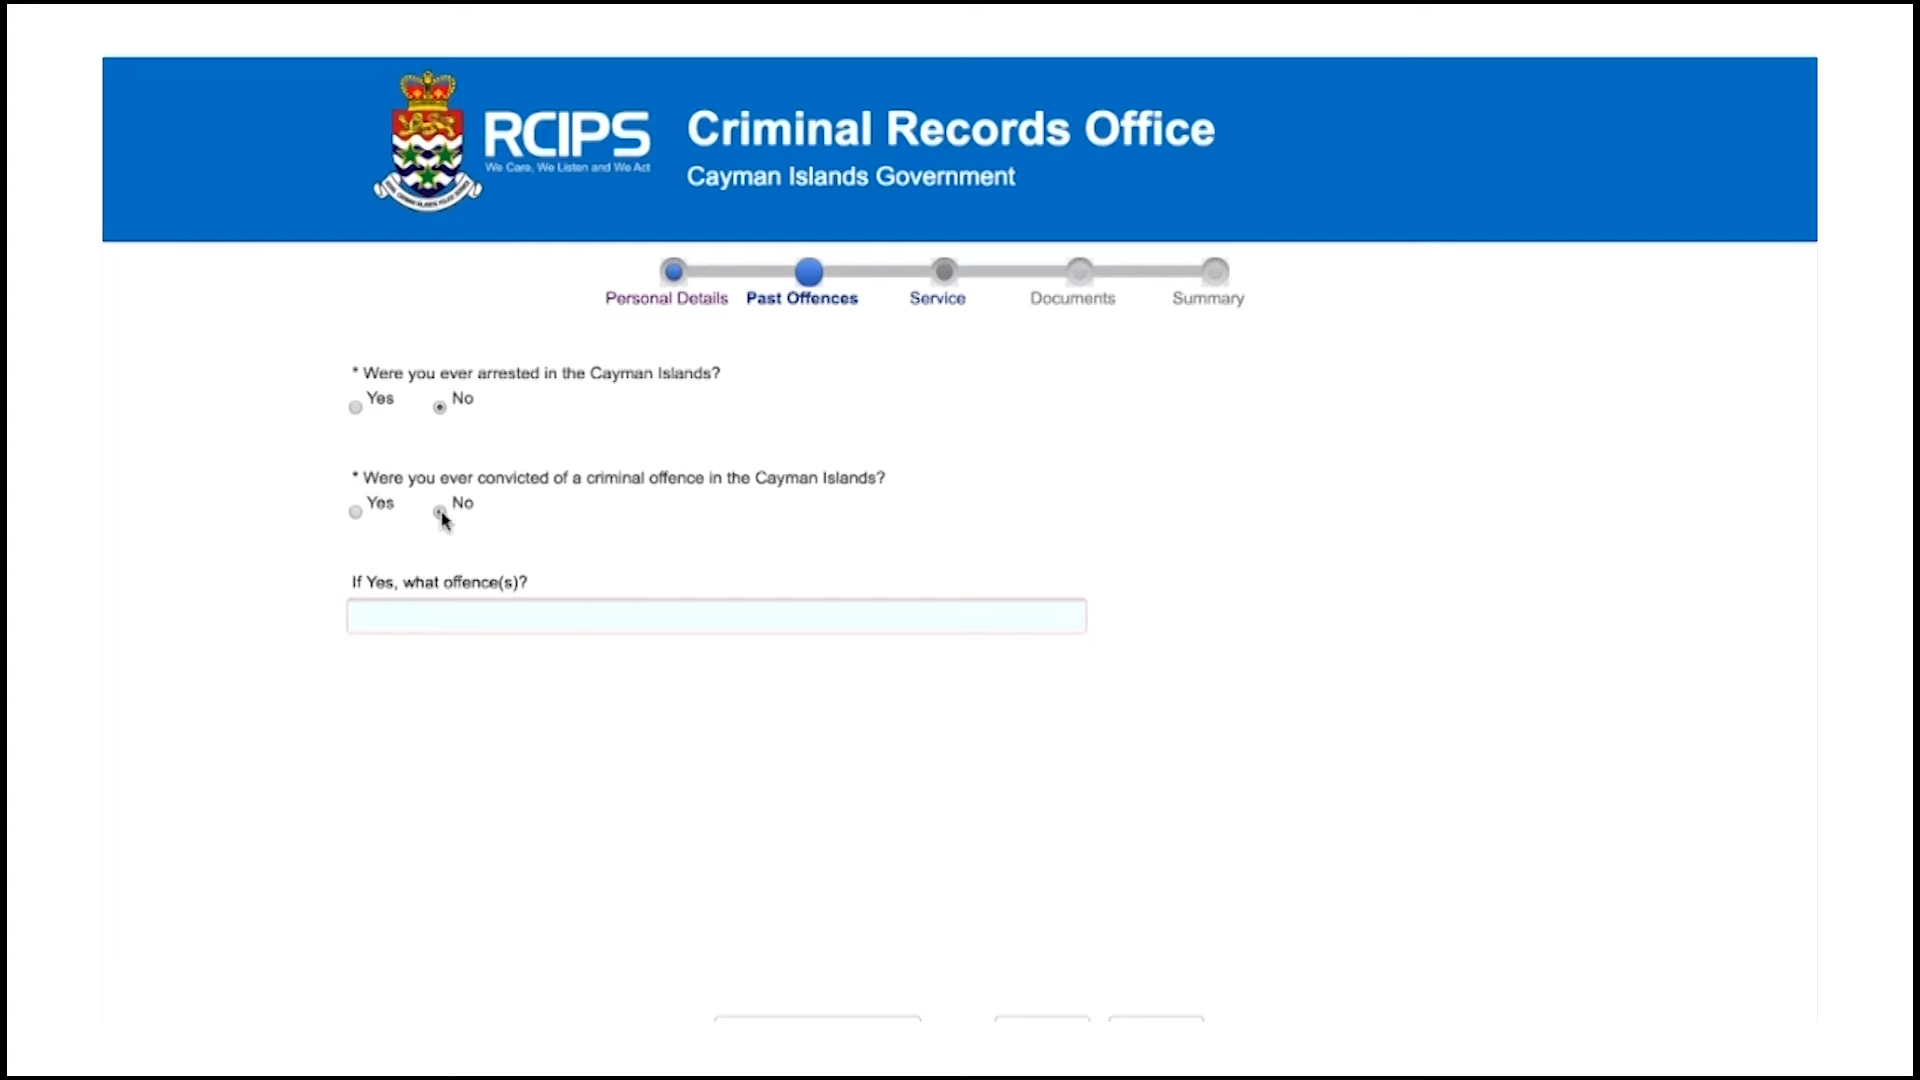 RCIPS
We Care, We Listen and We Act
Criminal Records Office
Cayman Islands Government
Personal Details
Past Offences
Service
Documents
Summary
* Were you ever arrested in the Cayman Islands?
Yes
No
* Were you ever convicted of a criminal offence in the Cayman Islands?
Yes
No
If Yes, what offence(s)?